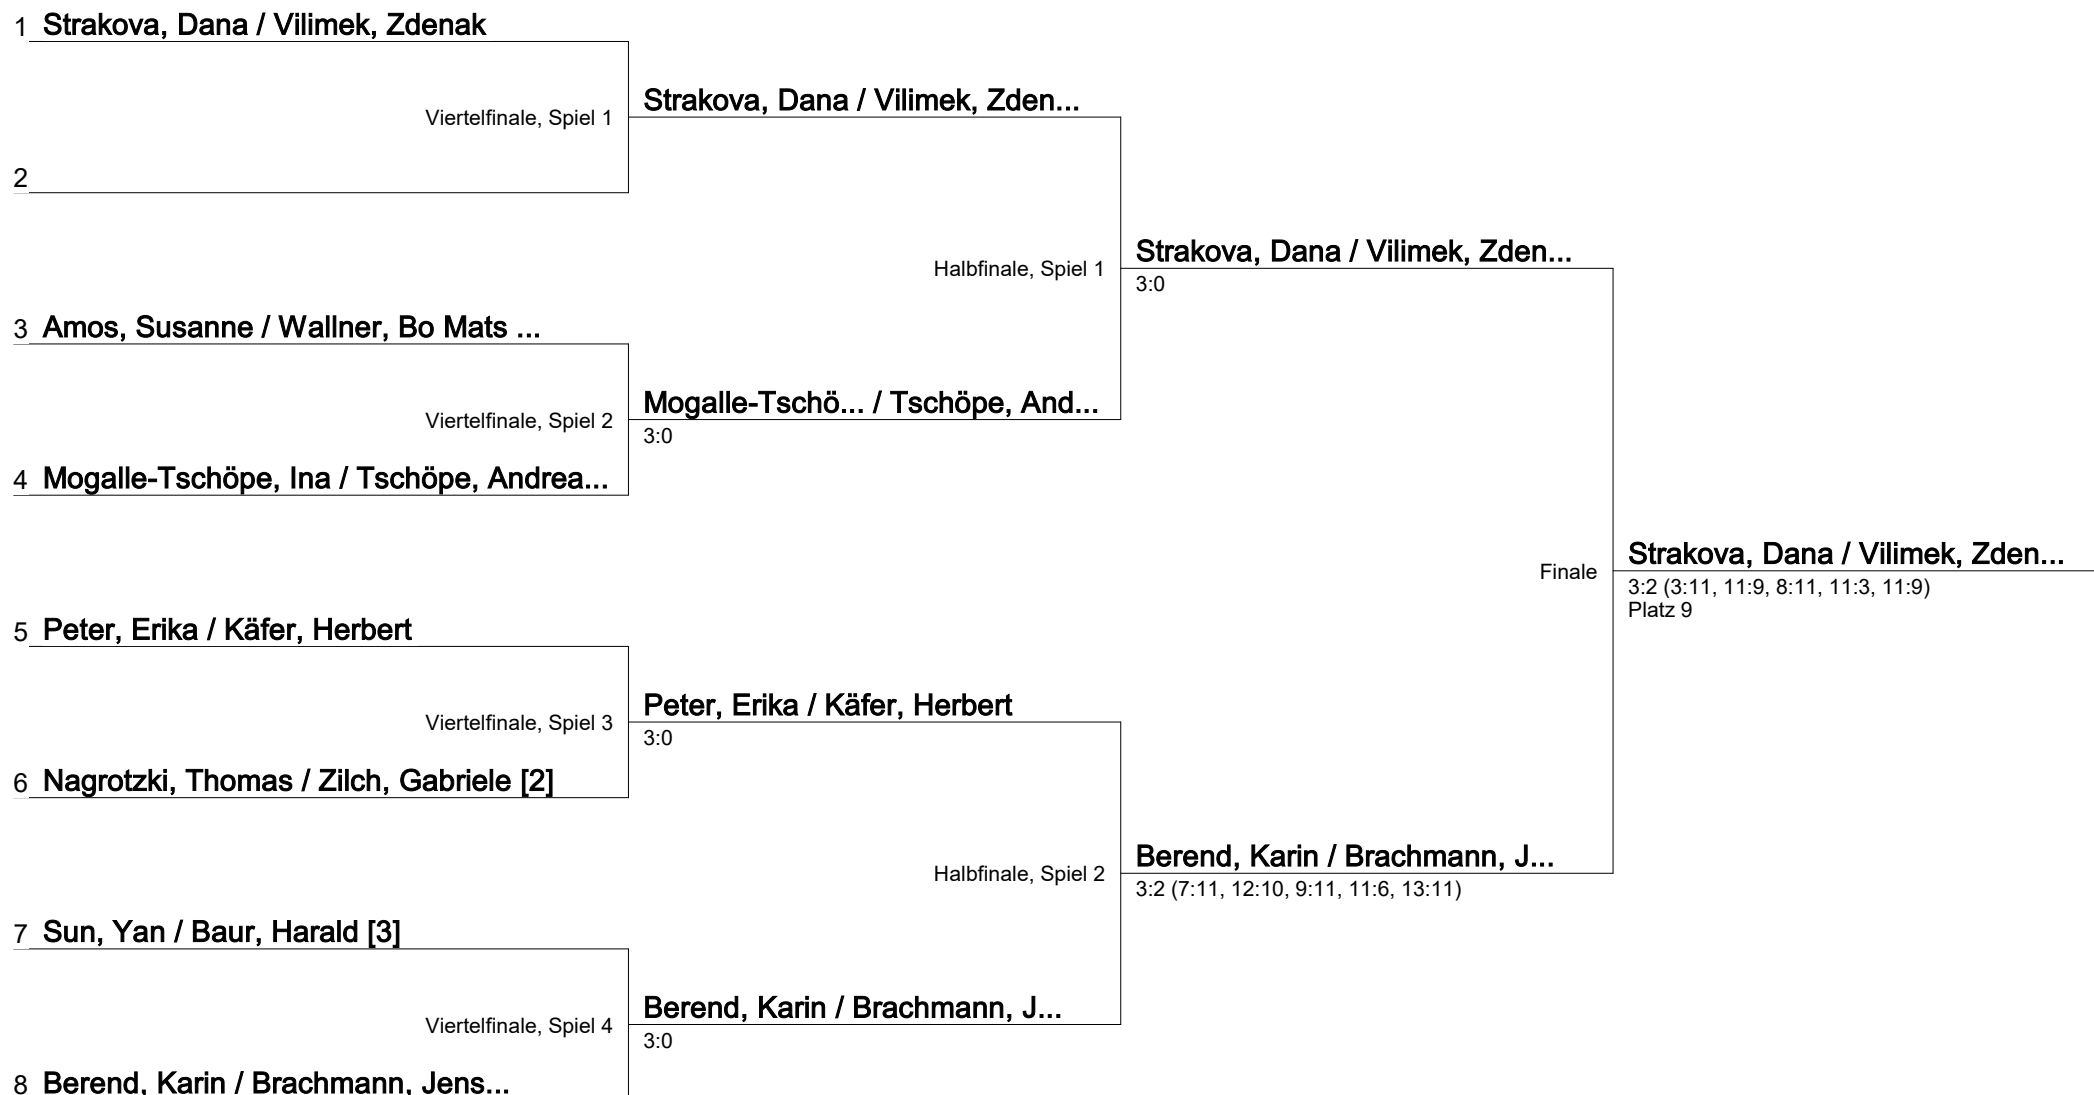 1 Strakova, Dana / Vilimek, Zdenak
Strakova, Dana / Vilimek, Zden...
Viertelfinale, Spiel 1
2
Strakova, Dana / Vilimek, Zden...
Halbfinale, Spiel 1
3:0
3 Amos, Susanne / Wallner, Bo Mats ...
Mogalle-Tschö... / Tschöpe, And...
Viertelfinale, Spiel 2
3:0
4 Mogalle-Tschöpe, Ina / Tschöpe, Andrea...
Strakova, Dana / Vilimek, Zden...
Finale
3:2 (3:11, 11:9, 8:11, 11:3, 11:9)
Platz 9
5 Peter, Erika / Käfer, Herbert
Peter, Erika / Käfer, Herbert
Viertelfinale, Spiel 3
3:0
6 Nagrotzki, Thomas / Zilch, Gabriele [2]
Berend, Karin / Brachmann, J...
Halbfinale, Spiel 2
3:2 (7:11, 12:10, 9:11, 11:6, 13:11)
7 Sun, Yan / Baur, Harald [3]
Berend, Karin / Brachmann, J...
Viertelfinale, Spiel 4
3:0
8 Berend, Karin / Brachmann, Jens...